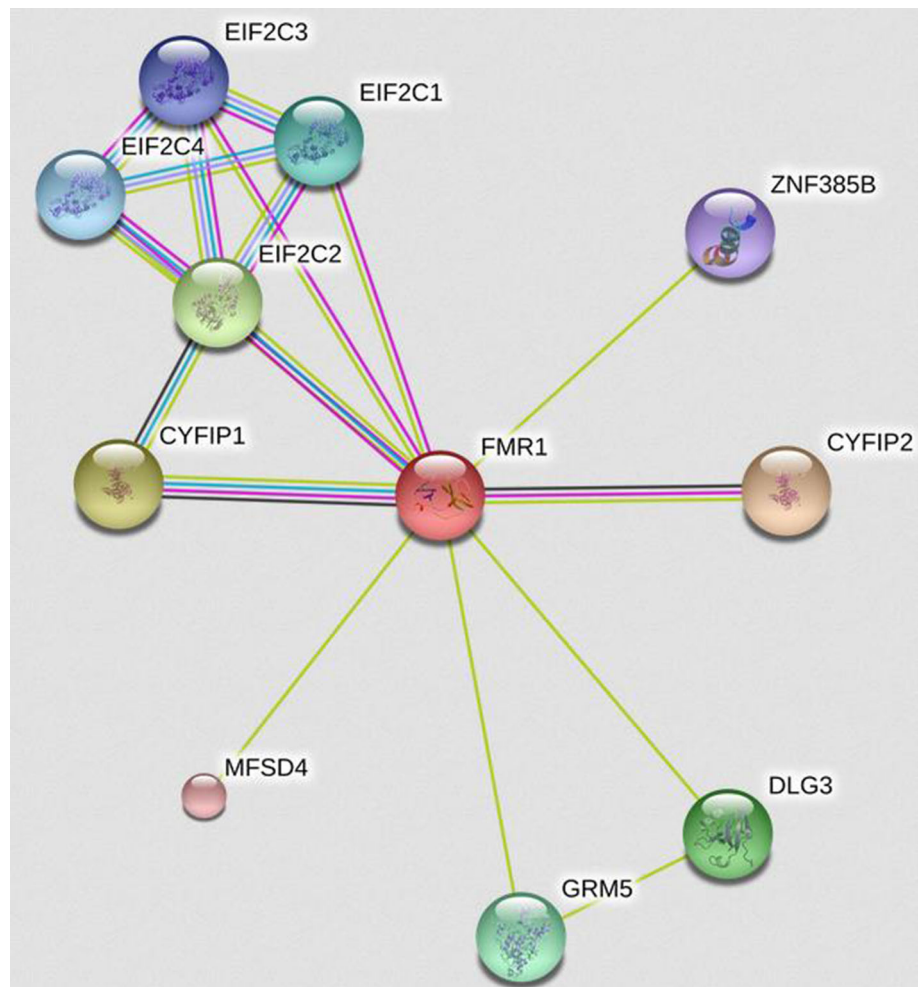 EIF2C3
EIF2C1
EIF2C4
ZNF385B
EIF2C2
CYFIP1
FMR1
CYFIP2
MFSD4
DLG3
GRM5